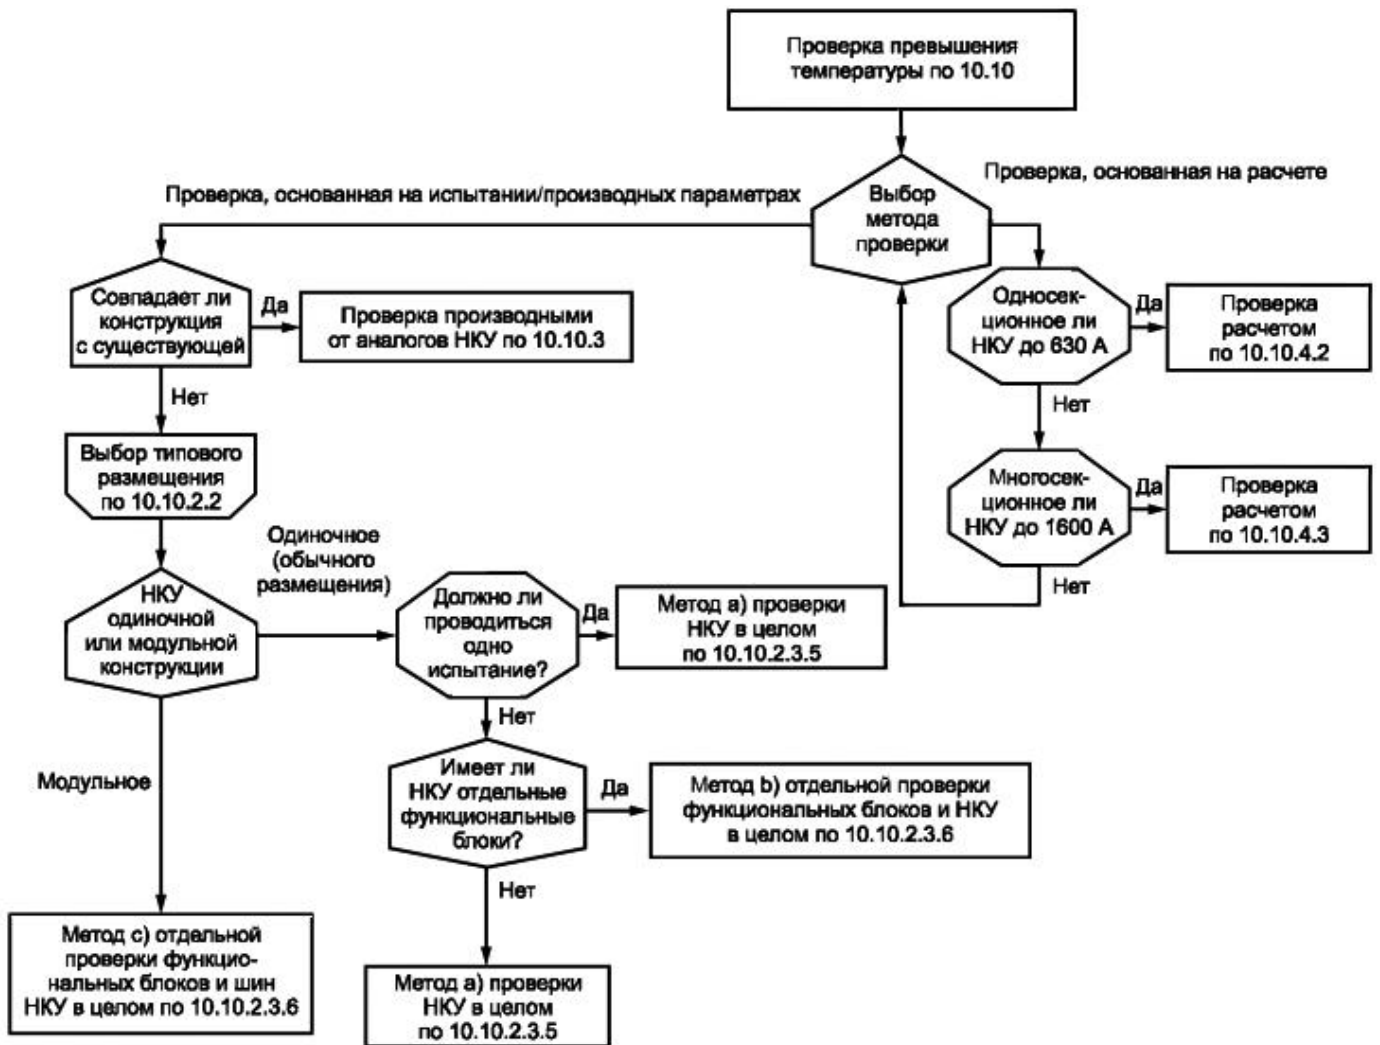 Проверка превышения
температуры по 10.10
Проверка, основанная на испытании/производных параметрах
Выбор
метода
проверки
Проверка, основанная на расчете
Совпадает ли
конструкция
с существующей
Да
Проверка производными
от аналогов НКУ по 10.10.3
Односек-
ционное ли
НКУ до 630 А
Да
Проверка
расчетом
по 10.10.4.2
Нет
Нет
Выбор типового
размещения
по 10.10.2.2
Многосек-
ционное ли
НКУ до 1600 А
Да
Проверка
расчетом
по 10.10.4.3
Нет
НКУ
одиночной
или модульной
конструкции
Одиночное
(обычного
размещения)
Должно ли
проводиться
одно
испытание?
Да
Метод а) проверки
НКУ в целом
по 10.10.2.3.5
Нет
Модульное
Имеет ли
НКУ отдельные
функциональные
блоки?
Да
Метод b) отдельной проверки
функциональных блоков и НКУ
в целом по 10.10.2.3.6
Нет
Метод с) отдельной
проверки функцио-
нальных блоков и шин
НКУ в целом по 10.10.2.3.6
Метод а) проверки
НКУ в целом
по 10.10.2.3.5